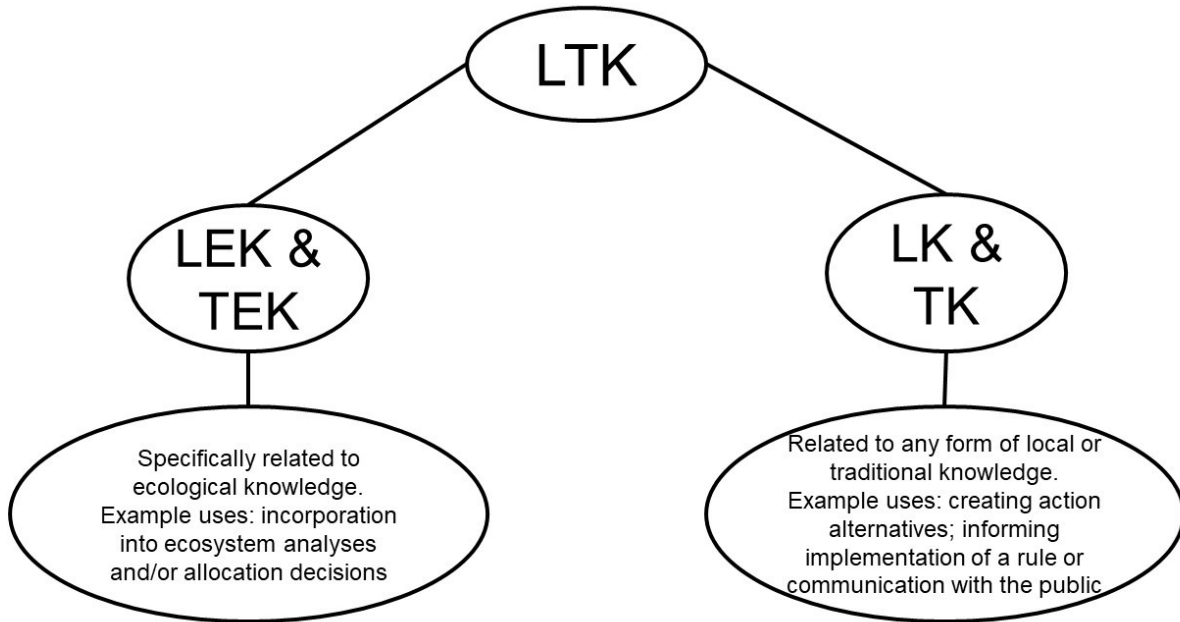 LTK
LEK &
TEK
LK &
TK
Specifically related to
ecological knowledge.
Example uses: incorporation
into ecosystem analyses
and/or allocation decisions
Related to any form of local or
traditional knowledge.
Example uses: creating action
alternatives; informing
implementation of a rule or
communication with the public